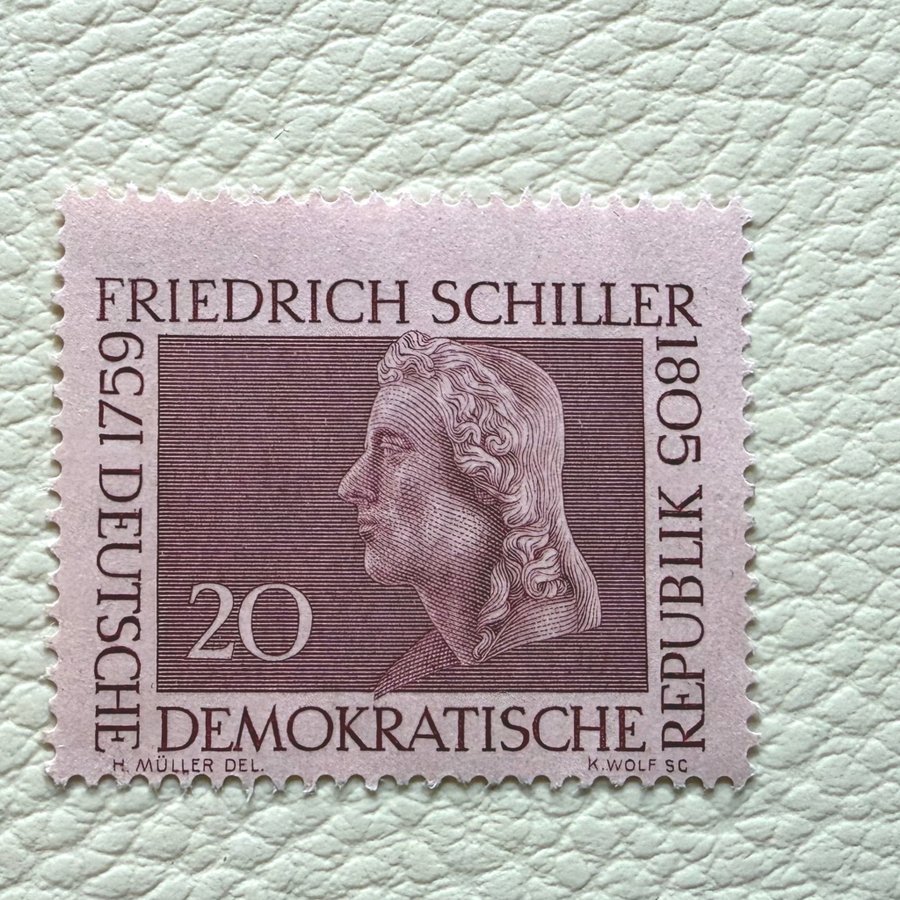 FRIEDRICH SCHILLER
1759 DEUTSCHE
1805
20
DEMOKRATISCHE
REPUBLIK
H. MÜLLER DEL.
K.WOLF SC